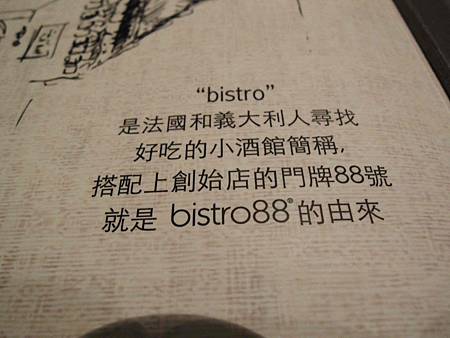 “bistro”
是法國和義大利人尋找
好吃的小酒館簡稱,
搭配上創始店的門牌88號
就是 bistro88®的由來